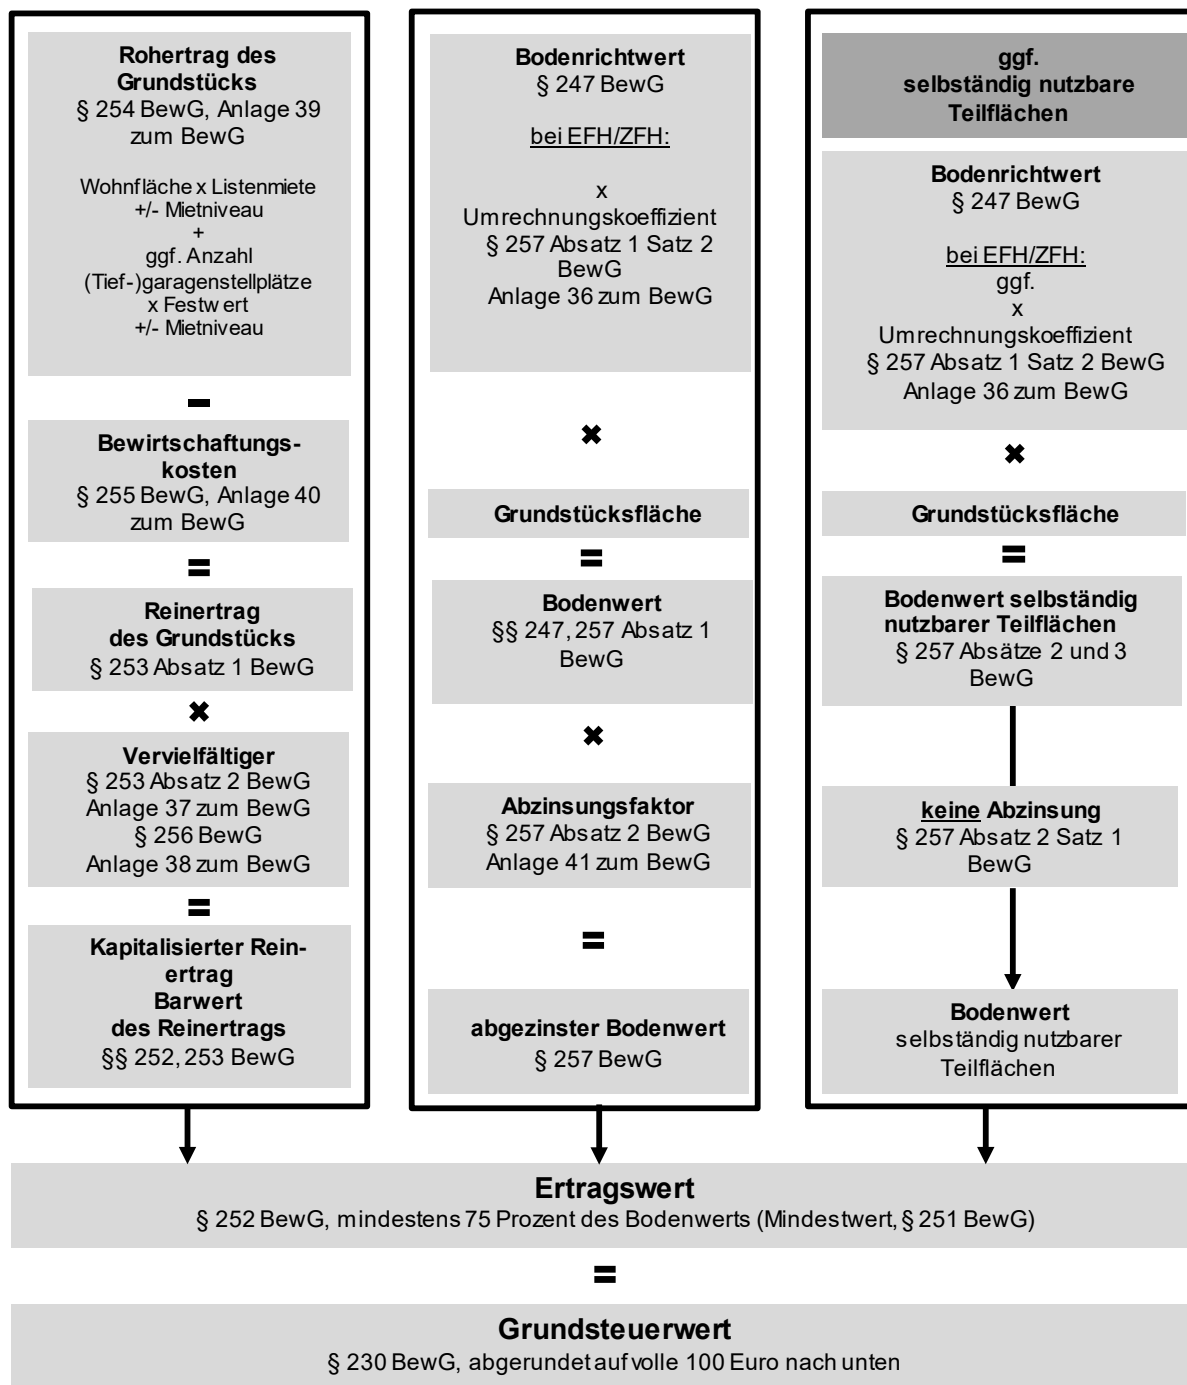 Rohertrag des
Grundstücks
§ 254 BewG, Anlage 39
zum BewG
Wohnfläche x Listenmiete
+/- Mietniveau
+
ggf. Anzahl
(Tief-)garagenstellplätze
x Festwert
+/- Mietniveau
–
Bewirtschaftungs-
kosten
§ 255 BewG, Anlage 40
zum BewG
=
Reinertrag
des Grundstücks
§ 253 Absatz 1 BewG
×
Vervielfältiger
§ 253 Absatz 2 BewG
Anlage 37 zum BewG
§ 256 BewG
Anlage 38 zum BewG
=
Kapitalisierter Rein-
ertrag
Barwert
des Reinertrags
§§ 252, 253 BewG
Bodenrichtwert
§ 247 BewG
bei EFH/ZFH:
x
Umrechnungskoeffizient
§ 257 Absatz 1 Satz 2
BewG
Anlage 36 zum BewG
×
Grundstücksfläche
=
Bodenwert
§§ 247, 257 Absatz 1
BewG
×
Abzinsungsfaktor
§ 257 Absatz 2 BewG
Anlage 41 zum BewG
=
abgezinster Bodenwert
§ 257 BewG
ggf.
selbständig nutzbare
Teilflächen
Bodenrichtwert
§ 247 BewG
bei EFH/ZFH:
ggf.
x
Umrechnungskoeffizient
§ 257 Absatz 1 Satz 2 BewG
Anlage 36 zum BewG
×
Grundstücksfläche
=
Bodenwert selbständig
nutzbarer Teilflächen
§ 257 Absätze 2 und 3
BewG
keine Abzinsung
§ 257 Absatz 2 Satz 1
BewG
Bodenwert
selbständig nutzbarer
Teilflächen
Ertragswert
§ 252 BewG, mindestens 75 Prozent des Bodenwerts (Mindestwert, § 251 BewG)
=
Grundsteuerwert
§ 230 BewG, abgerundet auf volle 100 Euro nach unten